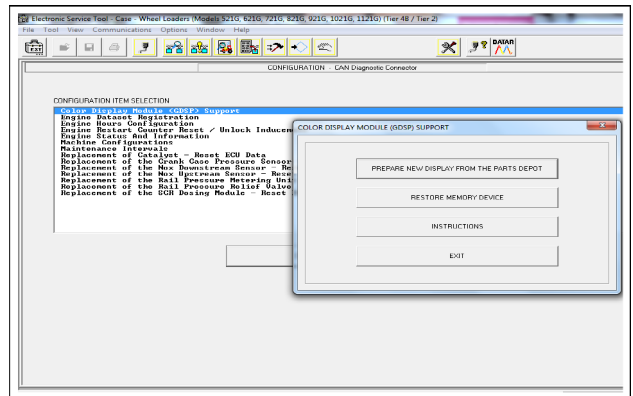 Electronic Service Tool - Case - Wheel Loaders (Models 521G, 621G, 721G, 821G, 921G, 1021G, 1121G) (Tier 4B / Tier 2)
File Tool View Communications Options Window Help
DATAR
CONFIGURATION - CAN Diagnostic Connector
CONFIGURATION ITEM SELECTION
Color Display Module (GDSP) Support
Engine Dataset Registration
Engine Hours Configuration
Engine Restart Counter Reset / Unlock Inducem
Engine Status And Information
Machine Configurations
Maintenance Intervals
Replacement of Catalyst - Reset ECU Data
Replacement of the Crank Case Pressure Sensor
Replacement of the Nox Downstream Sensor - Re
Replacement of the Nox Upstream Sensor - Rese
Replacement of the Rail Pressure Metering Uni
Replacement of the Rail Pressure Relief Valve
Replacement of the SCR Dosing Module - Reset
COLOR DISPLAY MODULE (GDSP) SUPPORT
PREPARE NEW DISPLAY FROM THE PARTS DEPOT
RESTORE MEMORY DEVICE
INSTRUCTIONS
EXIT